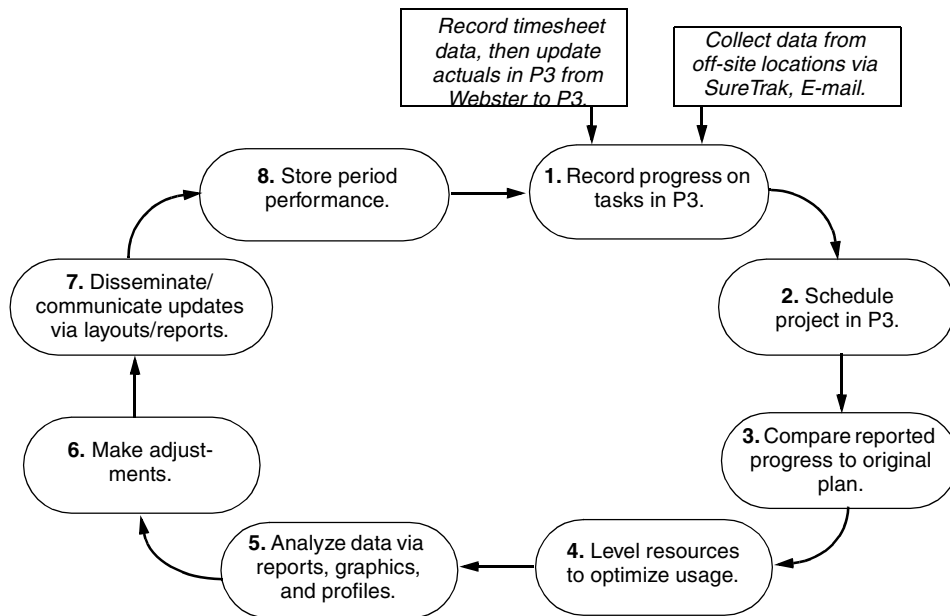 Record timesheet
data, then update
actuals in P3 from
Webster to P3.
Collect data from
off-site locations via
SureTrak, E-mail.
1. Record progress on
tasks in P3.
2. Schedule
project in P3.
3. Compare reported
progress to original
plan.
4. Level resources
to optimize usage.
5. Analyze data via
reports, graphics,
and profiles.
6. Make adjust-
ments.
7. Disseminate/
communicate updates
via layouts/reports.
8. Store period
performance.